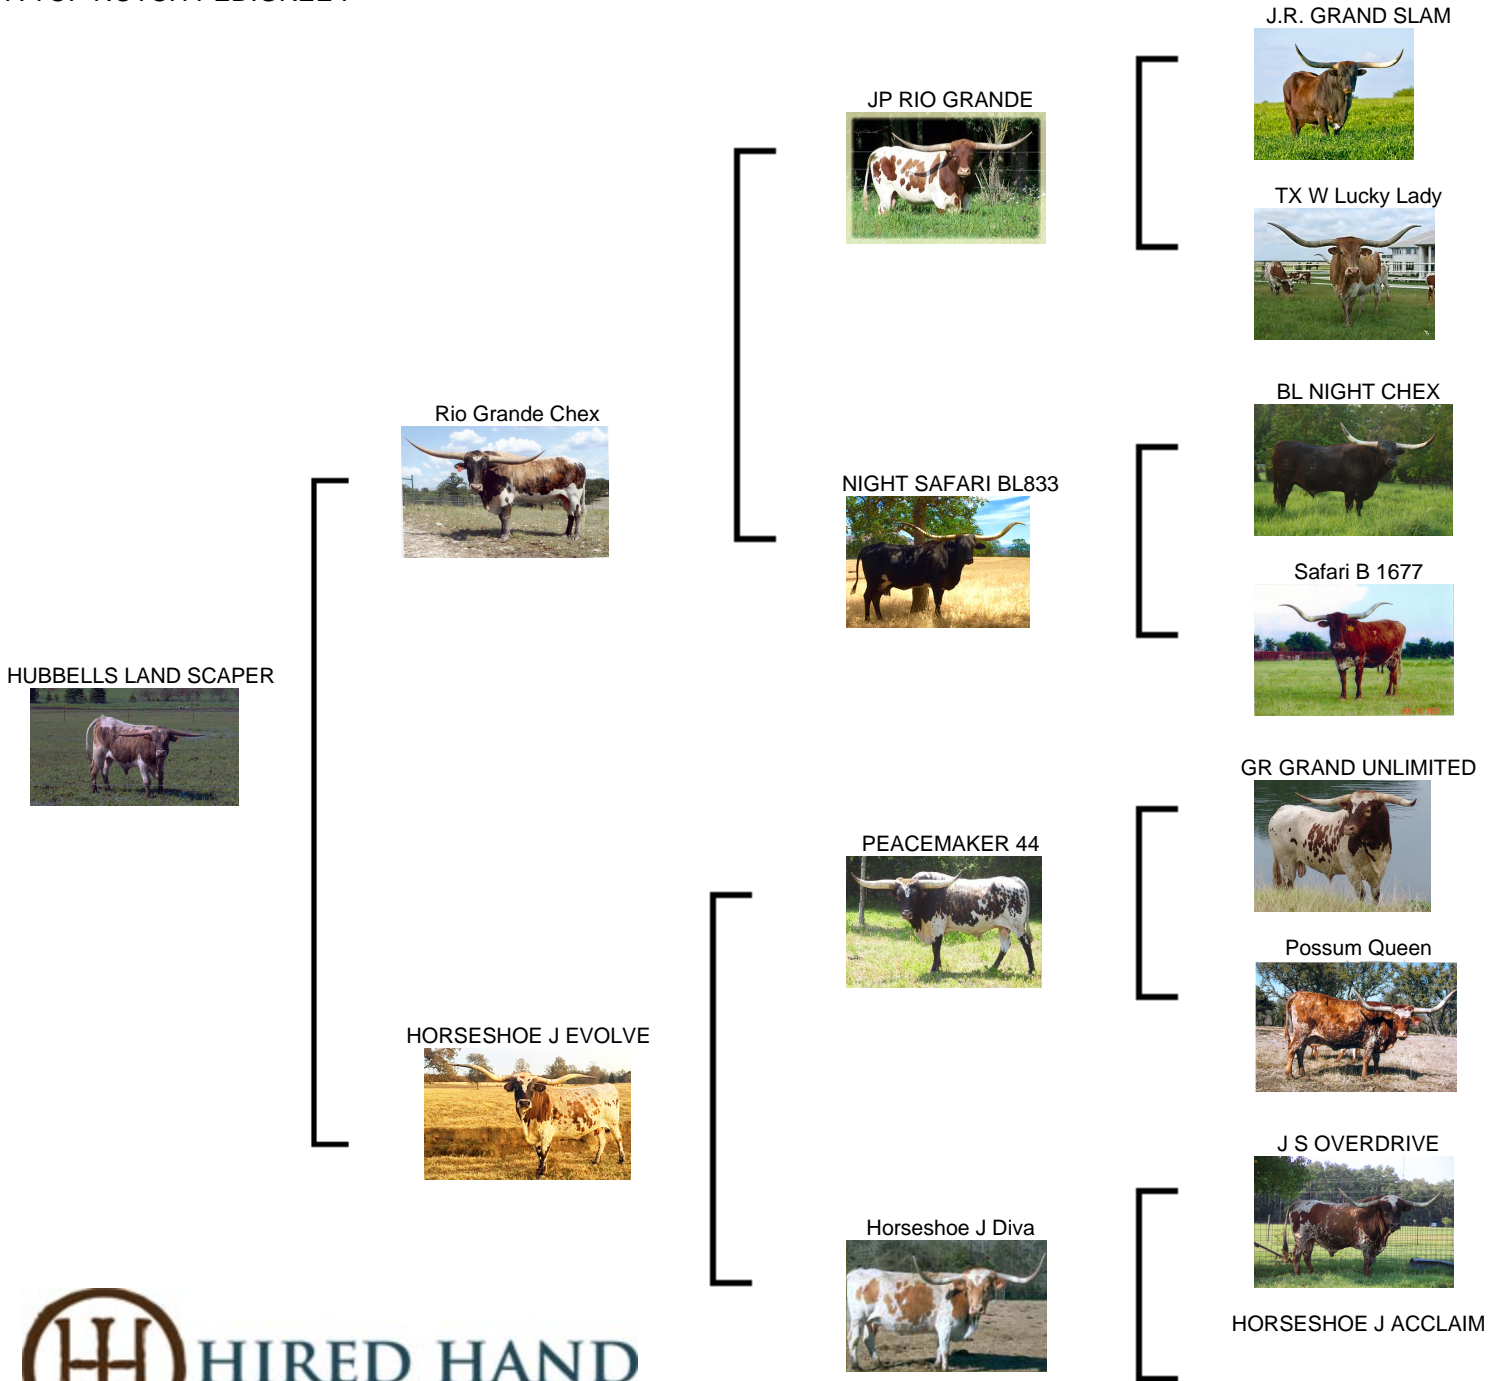 J.R. GRAND SLAM
JP RIO GRANDE
TX W Lucky Lady
BL NIGHT CHEX
Rio Grande Chex
NIGHT SAFARI BL833
Safari B 1677
HUBBELLS LAND SCAPER
GR GRAND UNLIMITED
PEACEMAKER 44
Possum Queen
HORSESHOE J EVOLVE
J S OVERDRIVE
Horseshoe J Diva
HORSESHOE J ACCLAIM
HIRED HAND